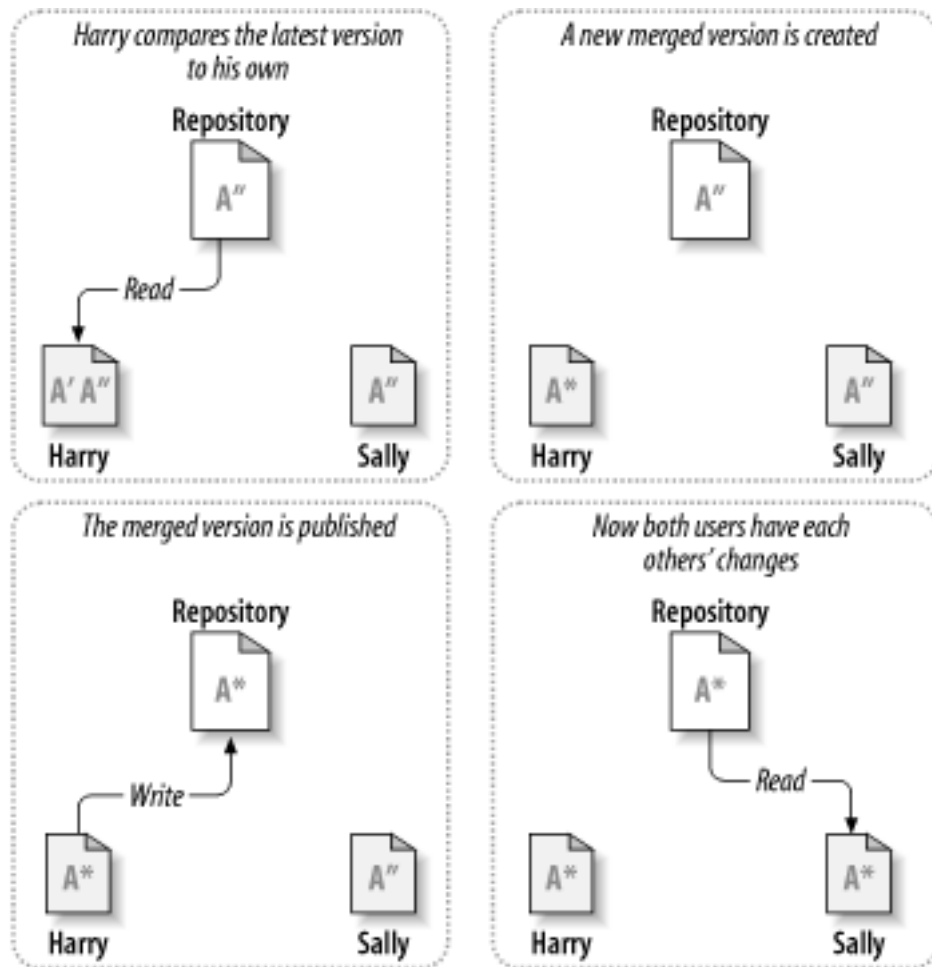 Harry compares the latest version
to his own
Repository
A″
Read
A′ A″
A″
Harry
Sally
A new merged version is created
Repository
A″
A*
A″
Harry
Sally
The merged version is published
Repository
A*
Write
A*
A″
Harry
Sally
Now both users have each
others’ changes
Repository
A*
Read
A*
A*
Harry
Sally